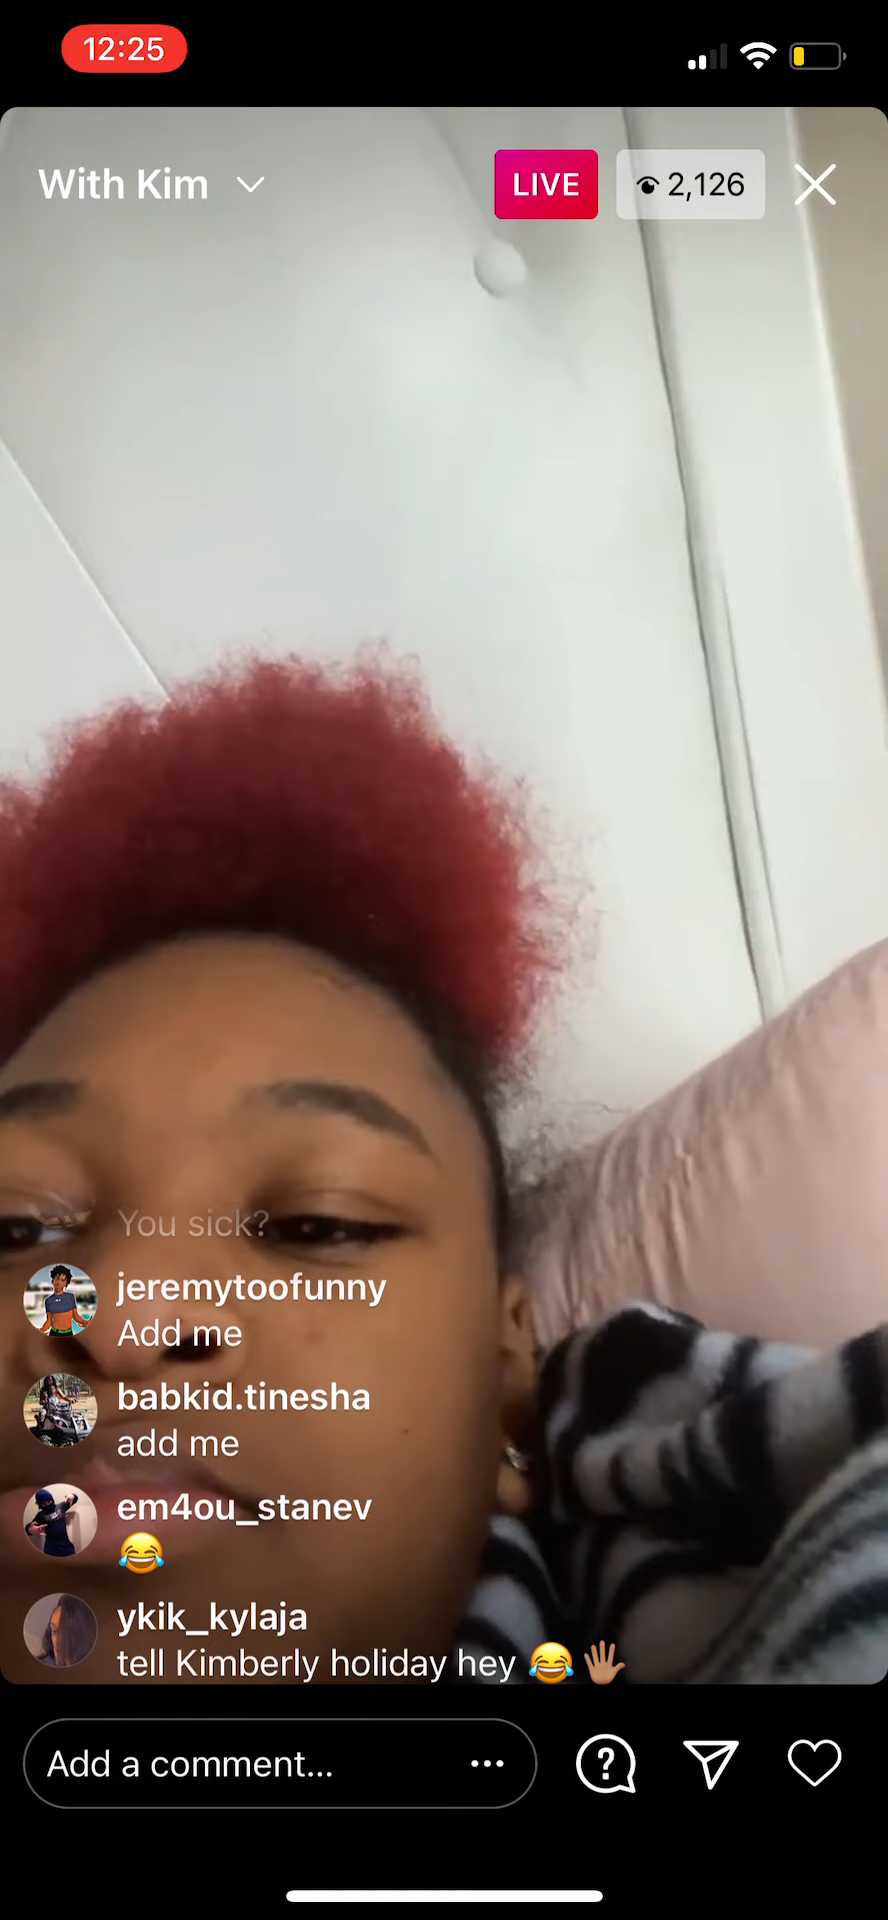 12:25
With Kim
LIVE
2,126
You sick?
jeremytoofunny
Add me
babkid.tinesha
add me
em4ou_stanev
😂
ykik_kylaja
tell Kimberly holiday hey 😂🖐🏽
Add a comment...